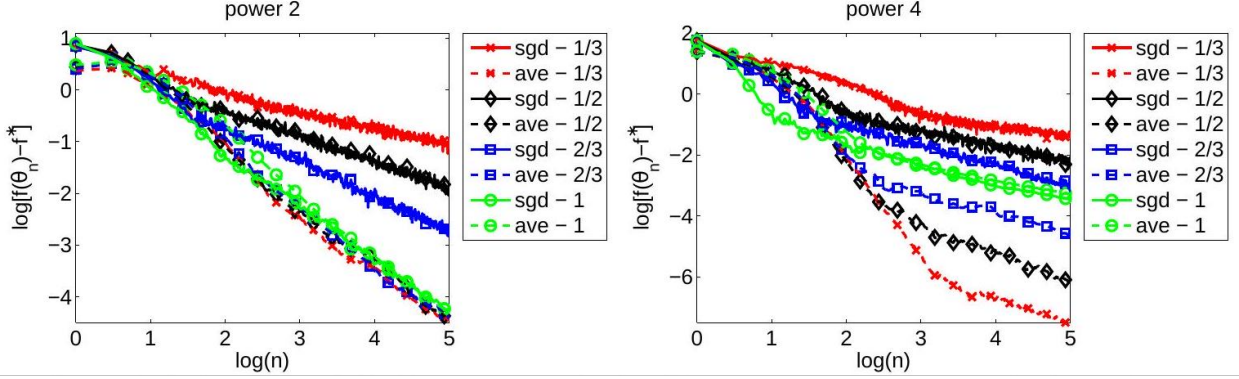 power 2
1
0
−1
−2
−3
−4
0 1 2 3 4 5
log(n)
log[f(θn)−f*]
sgd − 1/3
ave − 1/3
sgd − 1/2
ave − 1/2
sgd − 2/3
ave − 2/3
sgd − 1
ave − 1
power 4
2
0
−2
−4
−6
0 1 2 3 4 5
log(n)
log[f(θn)−f*]
sgd − 1/3
ave − 1/3
sgd − 1/2
ave − 1/2
sgd − 2/3
ave − 2/3
sgd − 1
ave − 1